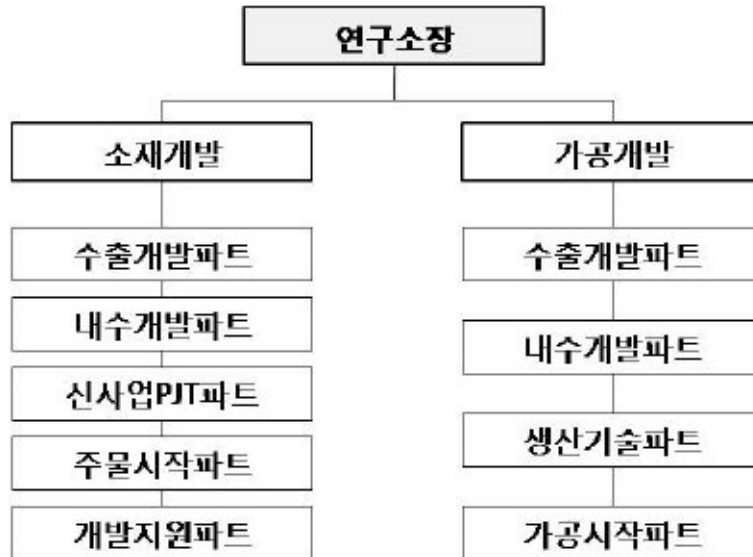 연구소장
소재개발
수출개발파트
내수개발파트
신사업PJT파트
주물시작파트
개발지원파트
가공개발
수출개발파트
내수개발파트
생산기술파트
가공시작파트